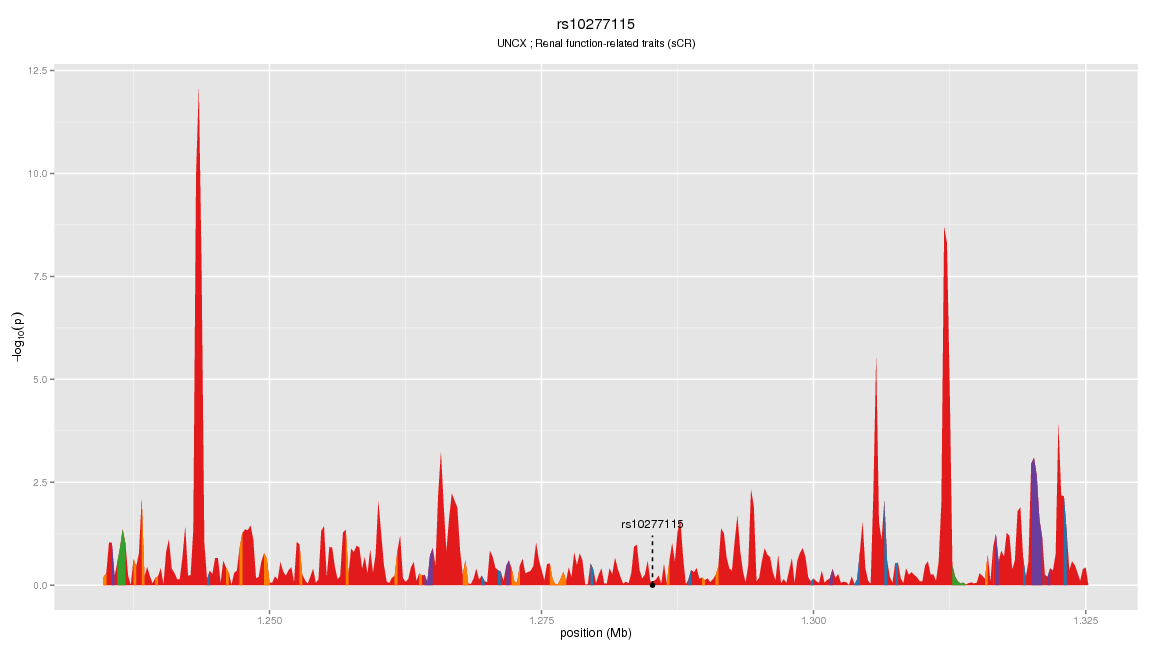 rs10277115
UNCX ; Renal function-related traits (sCR)
12.5
10.0
7.5
5.0
2.5
0.0
−log10(p)
rs10277115
1.250
1.275
1.300
1.325
position (Mb)